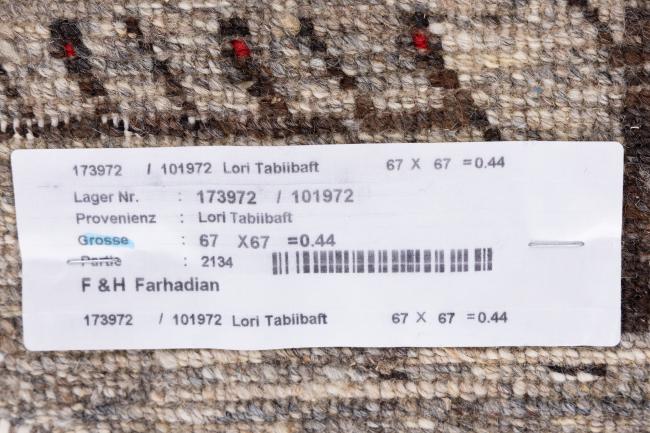 173972 / 101972 Lori Tabiibaft 67 X 67 =0.44
Lager Nr. : 173972 / 101972
Provenienz : Lori Tabiibaft
Grosse : 67 X67 =0.44
Partie : 2134
F &H Farhadian
173972 / 101972 Lori Tabiibaft 67 X 67 =0.44